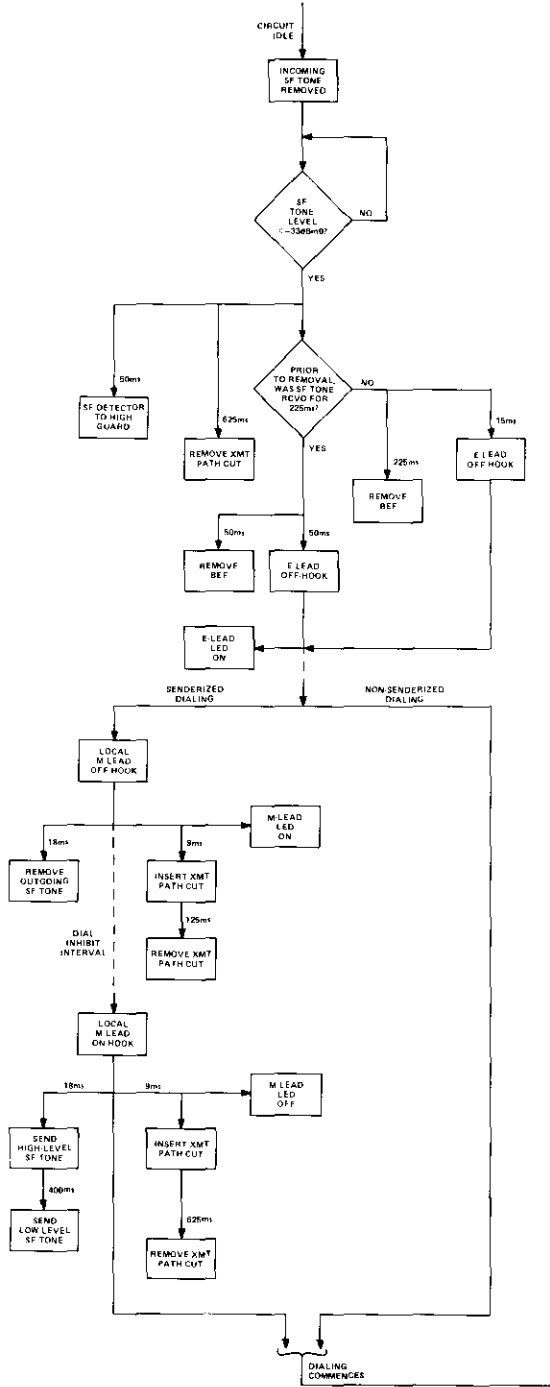 CIRCUIT
IDLE
INCOMING
SF TONE
REMOVED
SF
TONE
LEVEL
<-33dBm0?
NO
YES
50ms
SF DETECTOR
TO HIGH
GUARD
625ms
REMOVE XMT
PATH CUT
PRIOR
TO REMOVAL,
WAS SF TONE
RCVD FOR
225ms?
NO
YES
225ms
REMOVE
BEF
15ms
E LEAD
OFF HOOK
50ms
REMOVE
BEF
50ms
E LEAD
OFF-HOOK
E-LEAD
LED
ON
SENDERIZED
DIALING
NON-SENDERIZED
DIALING
LOCAL
M LEAD
OFF HOOK
M-LEAD
LED
ON
18ms
REMOVE
OUTGOING
SF TONE
9ms
INSERT XMT
PATH CUT
125ms
REMOVE XMT
PATH CUT
DIAL
INHIBIT
INTERVAL
LOCAL
M LEAD
ON HOOK
M LEAD
LED
OFF
18ms
SEND
HIGH-LEVEL
SF TONE
400ms
SEND
LOW LEVEL
SF TONE
9ms
INSERT XMT
PATH CUT
625ms
REMOVE XMT
PATH CUT
DIALING
COMMENCES